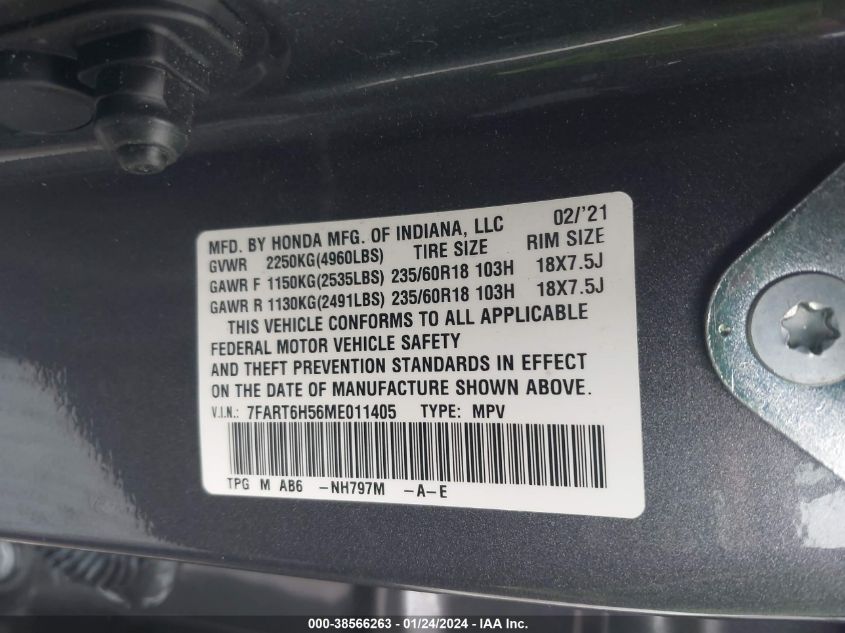 MFD. BY HONDA MFG. OF INDIANA, LLC 02/'21
GVWR 2250KG(4960LBS) TIRE SIZE RIM SIZE
GAWR F 1150KG(2535LBS) 235/60R18 103H 18X7.5J
GAWR R 1130KG(2491LBS) 235/60R18 103H 18X7.5J
THIS VEHICLE CONFORMS TO ALL APPLICABLE
FEDERAL MOTOR VEHICLE SAFETY
AND THEFT PREVENTION STANDARDS IN EFFECT
ON THE DATE OF MANUFACTURE SHOWN ABOVE.
V.I.N.: 7FART6H56ME011405 TYPE: MPV
TPG M AB6 -NH797M -A-E
000-38566263 - 01/24/2024 - IAA Inc.